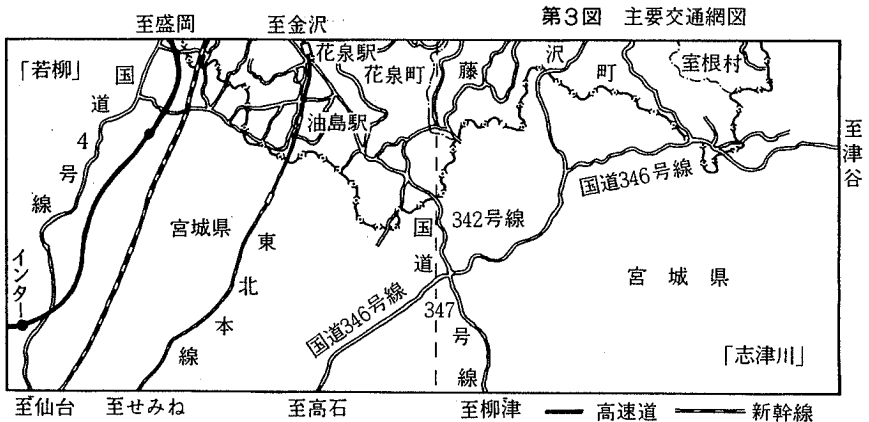 第3図 主要交通網図
至盛岡
至金沢
「若柳」
国道4号線
花泉駅
花泉町
藤沢町
室根村
油島駅
至津谷
国道346号線
宮城県
東北本線
国道
342号線
347号線
インター
国道346号線
宮城県
「志津川」
至仙台
至せみね
至高石
至柳津
高速道
新幹線